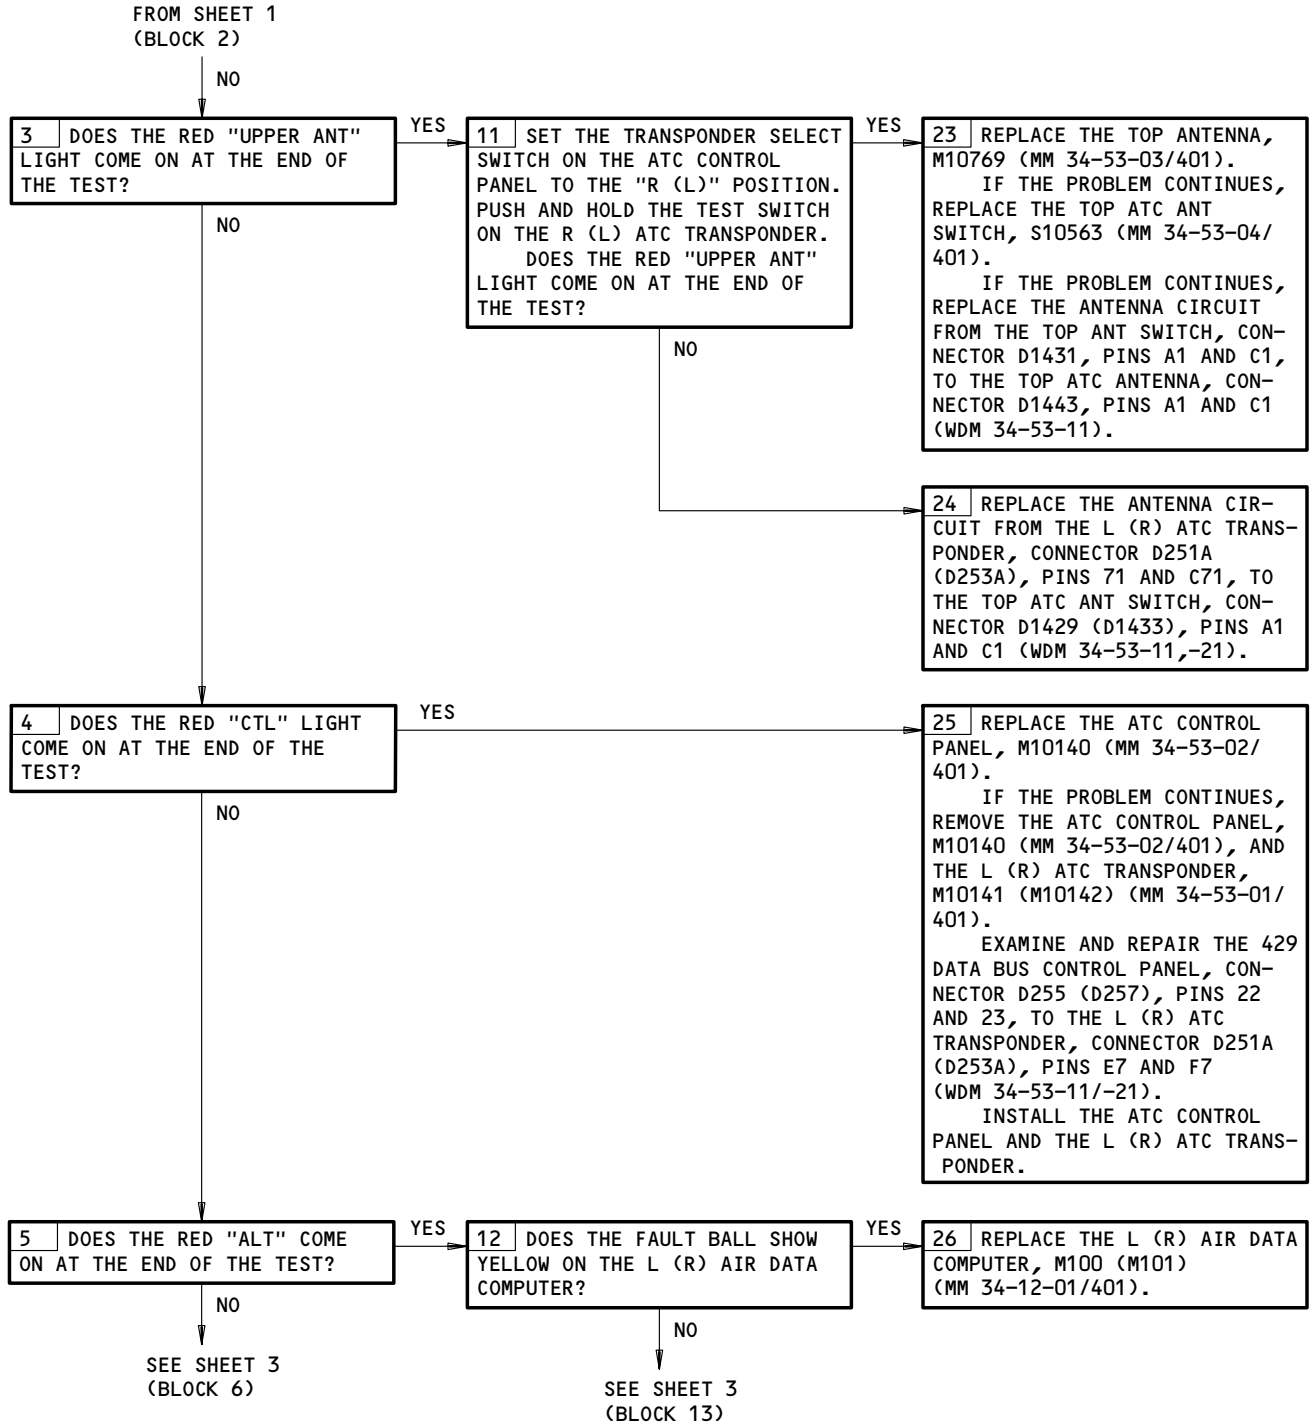 FROM SHEET 1
(BLOCK 2)
NO
3 DOES THE RED "UPPER ANT"
LIGHT COME ON AT THE END OF
THE TEST?
YES
NO
11 SET THE TRANSPONDER SELECT
SWITCH ON THE ATC CONTROL
PANEL TO THE "R (L)" POSITION.
PUSH AND HOLD THE TEST SWITCH
ON THE R (L) ATC TRANSPONDER.
DOES THE RED "UPPER ANT"
LIGHT COME ON AT THE END OF
THE TEST?
YES
NO
23 REPLACE THE TOP ANTENNA,
M10769 (MM 34-53-03/401).
IF THE PROBLEM CONTINUES,
REPLACE THE TOP ATC ANT
SWITCH, S10563 (MM 34-53-04/
401).
IF THE PROBLEM CONTINUES,
REPLACE THE ANTENNA CIRCUIT
FROM THE TOP ANT SWITCH, CON-
NECTOR D1431, PINS A1 AND C1,
TO THE TOP ATC ANTENNA, CON-
NECTOR D1443, PINS A1 AND C1
(WDM 34-53-11).
24 REPLACE THE ANTENNA CIR-
CUIT FROM THE L (R) ATC TRANS-
PONDER, CONNECTOR D251A
(D253A), PINS 71 AND C71, TO
THE TOP ATC ANT SWITCH, CON-
NECTOR D1429 (D1433), PINS A1
AND C1 (WDM 34-53-11,-21).
4 DOES THE RED "CTL" LIGHT
COME ON AT THE END OF THE
TEST?
YES
NO
25 REPLACE THE ATC CONTROL
PANEL, M10140 (MM 34-53-02/
401).
IF THE PROBLEM CONTINUES,
REMOVE THE ATC CONTROL PANEL,
M10140 (MM 34-53-02/401), AND
THE L (R) ATC TRANSPONDER,
M10141 (M10142) (MM 34-53-01/
401).
EXAMINE AND REPAIR THE 429
DATA BUS CONTROL PANEL, CON-
NECTOR D255 (D257), PINS 22
AND 23, TO THE L (R) ATC
TRANSPONDER, CONNECTOR D251A
(D253A), PINS E7 AND F7
(WDM 34-53-11/-21).
INSTALL THE ATC CONTROL
PANEL AND THE L (R) ATC TRANS-
PONDER.
5 DOES THE RED "ALT" COME
ON AT THE END OF THE TEST?
YES
NO
SEE SHEET 3
(BLOCK 6)
12 DOES THE FAULT BALL SHOW
YELLOW ON THE L (R) AIR DATA
COMPUTER?
YES
NO
SEE SHEET 3
(BLOCK 13)
26 REPLACE THE L (R) AIR DATA
COMPUTER, M100 (M101)
(MM 34-12-01/401).